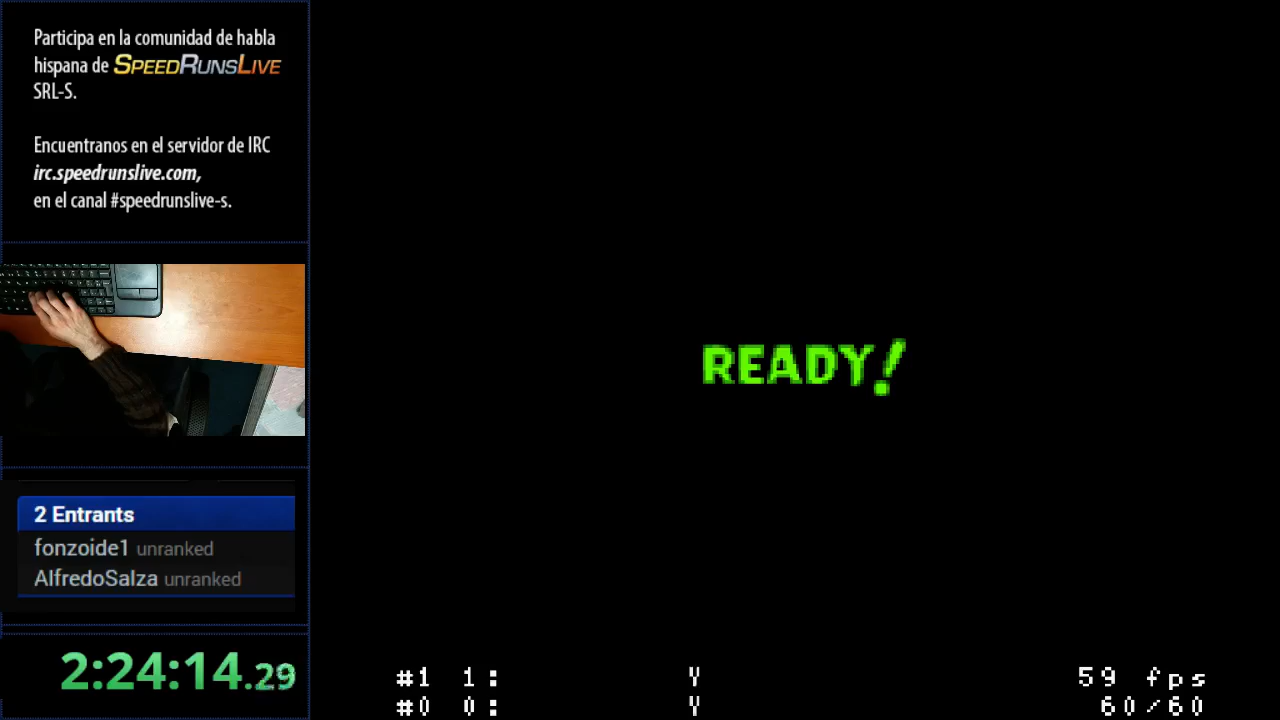 Participa en la comunidad de habla
hispana de SPEEDRUNSLIVE
SRL-S.
Encuentranos en el servidor de IRC
irc.speedrunslive.com,
en el canal #speedrunslive-s.
READY!
2 Entrants
fonzoide1 unranked
AlfredoSalza unranked
2:24:14.29
#1 1: Y 59 fps
#0 0: Y 60/60